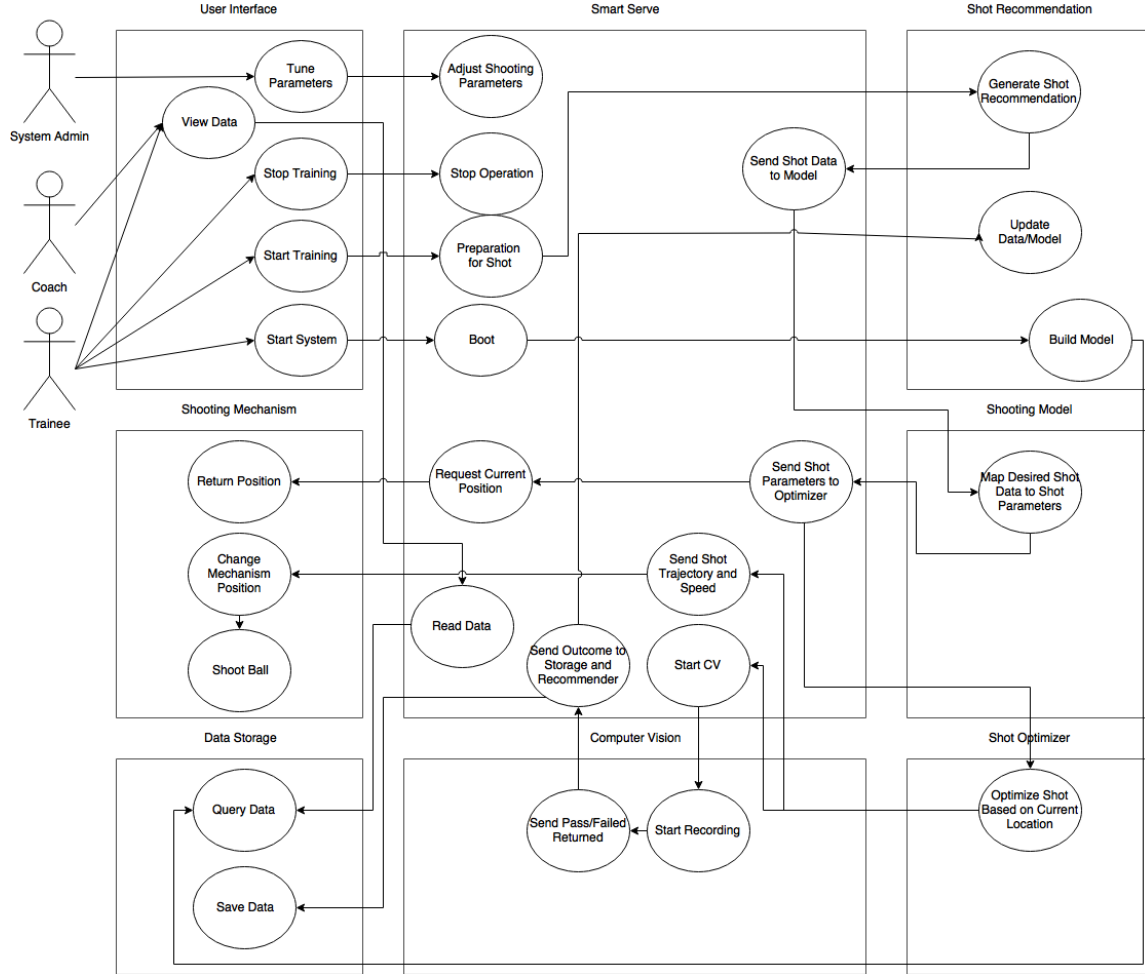 User Interface
Smart Serve
Shot Recommendation
System Admin
Tune
Parameters
Adjust Shooting
Parameters
Generate Shot
Recommendation
View Data
Stop Training
Stop Operation
Send Shot Data
to Model
Coach
Start Training
Preparation
for Shot
Update
Data/Model
Trainee
Start System
Boot
Build Model
Shooting Mechanism
Shooting Model
Return Position
Request Current
Position
Send Shot
Parameters to
Optimizer
Map Desired Shot
Data to Shot
Parameters
Change
Mechanism
Position
Send Shot
Trajectory and
Speed
Shoot Ball
Read Data
Send Outcome to
Storage and
Recommender
Start CV
Data Storage
Computer Vision
Shot Optimizer
Query Data
Send Pass/Failed
Returned
Start Recording
Optimize Shot
Based on Current
Location
Save Data